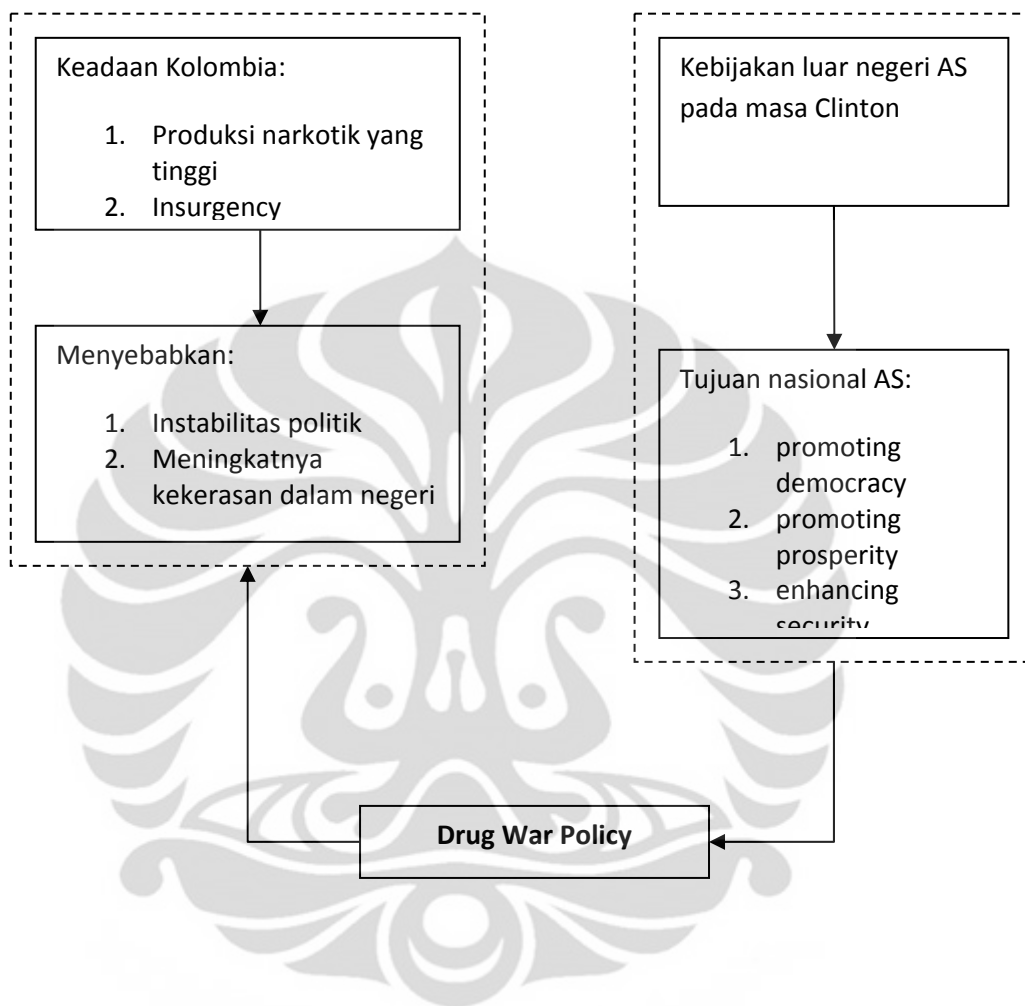 Keadaan Kolombia:
1. Produksi narkotik yang
tinggi
2. Insurgency
Menyebabkan:
1. Instabilitas politik
2. Meningkatnya
kekerasan dalam negeri
Kebijakan luar negeri AS
pada masa Clinton
Tujuan nasional AS:
1. promoting
democracy
2. promoting
prosperity
3. enhancing
security
Drug War Policy